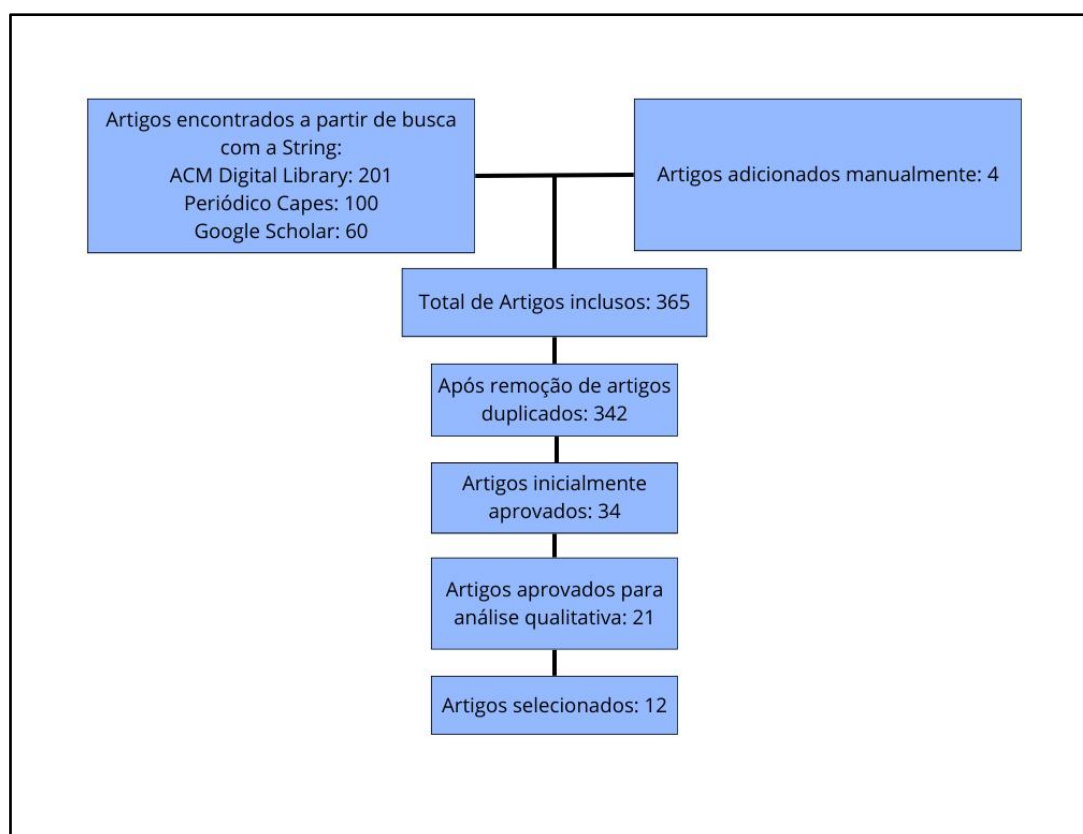 Artigos encontrados a partir de busca
com a String:
ACM Digital Library: 201
Periódico Capes: 100
Google Scholar: 60
Artigos adicionados manualmente: 4
Total de Artigos inclusos: 365
Após remoção de artigos
duplicados: 342
Artigos inicialmente
aprovados: 34
Artigos aprovados para
análise qualitativa: 21
Artigos selecionados: 12